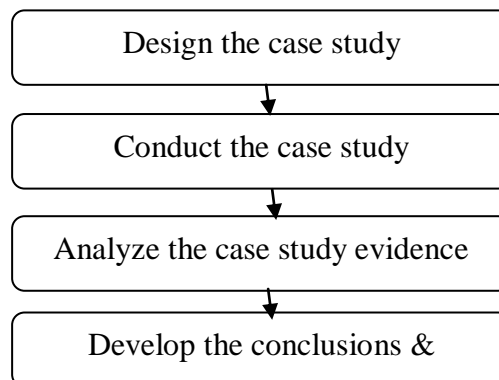 Design the case study
Conduct the case study
Analyze the case study evidence
Develop the conclusions &